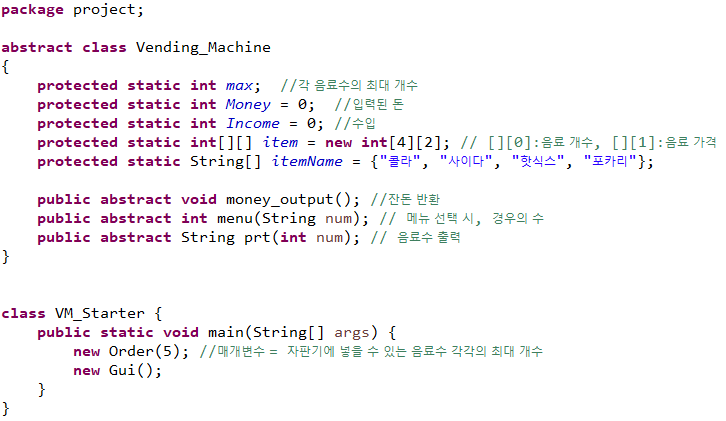 package project;
abstract class Vending_Machine
{
    protected static int max;  //각 음료수의 최대 개수
    protected static int Money = 0;  //입력된 돈
    protected static int Income = 0; //수입
    protected static int[][] item = new int[4][2]; // [][0]:음료 개수, [][1]:음료 가격
    protected static String[] itemName = {"콜라", "사이다", "핫식스", "포카리"};
    public abstract void money_output(); //잔돈 반환
    public abstract int menu(String num); // 메뉴 선택 시, 경우의 수
    public abstract String prt(int num); // 음료수 출력
}
class VM_Starter {
    public static void main(String[] args) {
        new Order(5); //매개변수 = 자판기에 넣을 수 있는 음료수 각각의 최대 개수
        new Gui();
    }
}